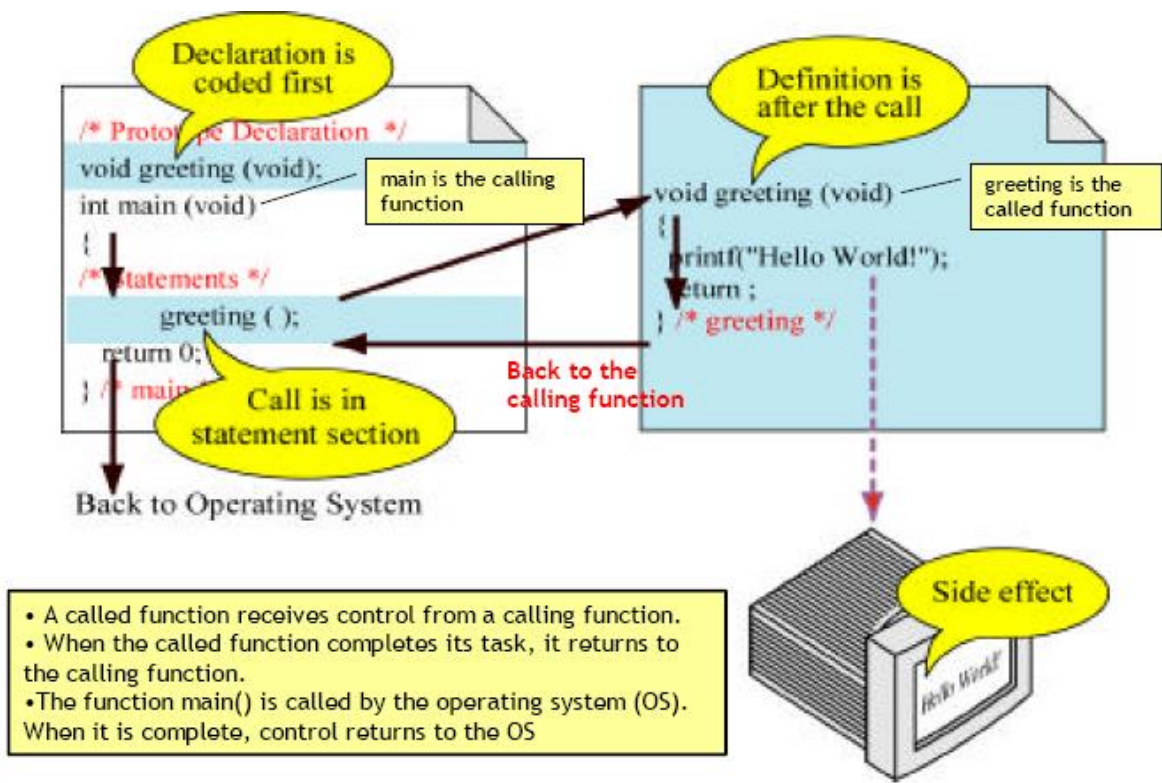 Declaration is
coded first
/* Prototype Declaration */
void greeting (void);
int main (void)
{
/* Statements */
greeting ( );
return 0;
} /* main
main is the calling
function
Call is in
statement section
Back to Operating System
Definition is
after the call
void greeting (void)
{
printf("Hello World!");
return ;
} /* greeting */
greeting is the
called function
Back to the
calling function
Side effect
Hello World!
• A called function receives control from a calling function.
• When the called function completes its task, it returns to
the calling function.
•The function main() is called by the operating system (OS).
When it is complete, control returns to the OS